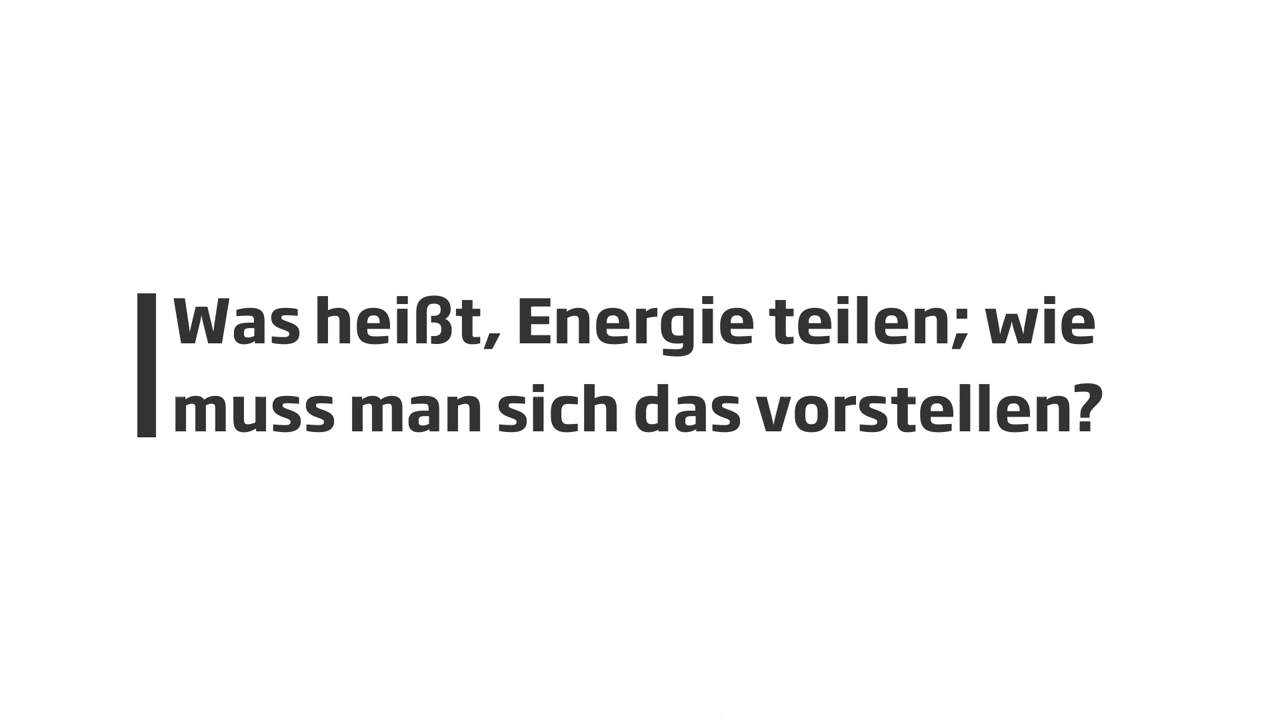 Was heißt, Energie teilen; wie
muss man sich das vorstellen?